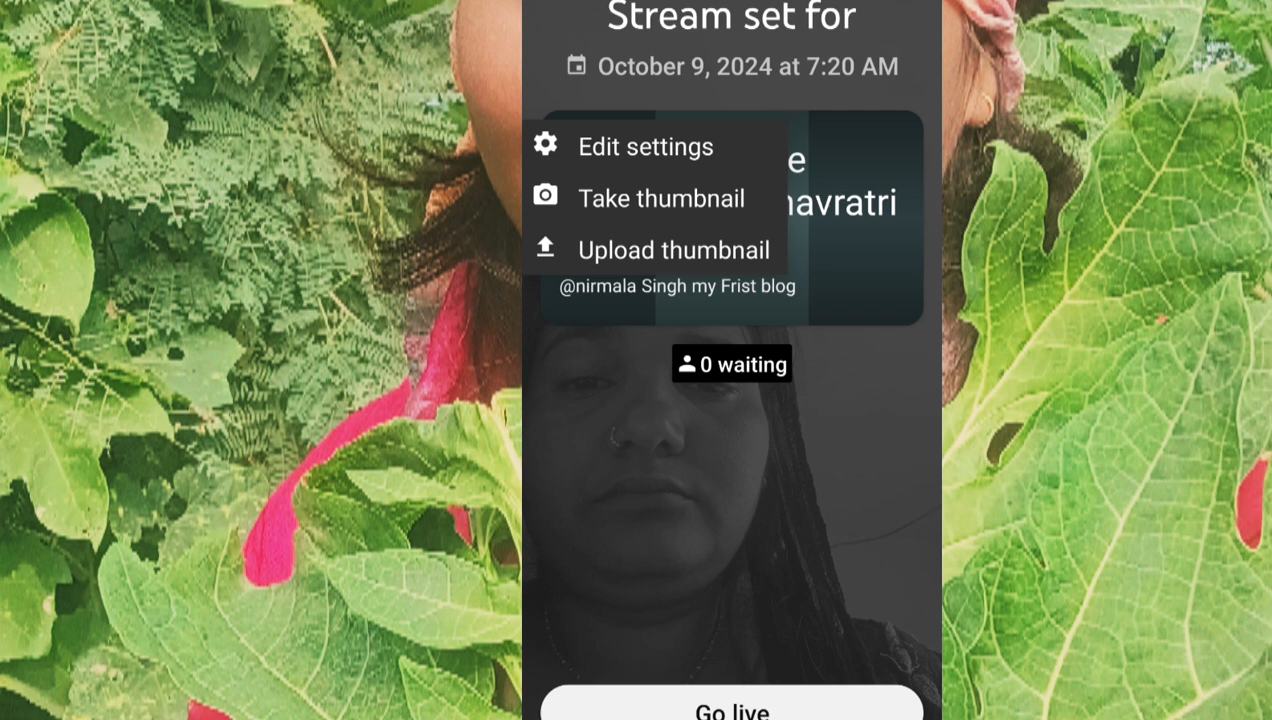 Stream set for
October 9, 2024 at 7:20 AM
Edit settings
Take thumbnail
Upload thumbnail
@nirmala Singh my Frist blog
0 waiting
Go live